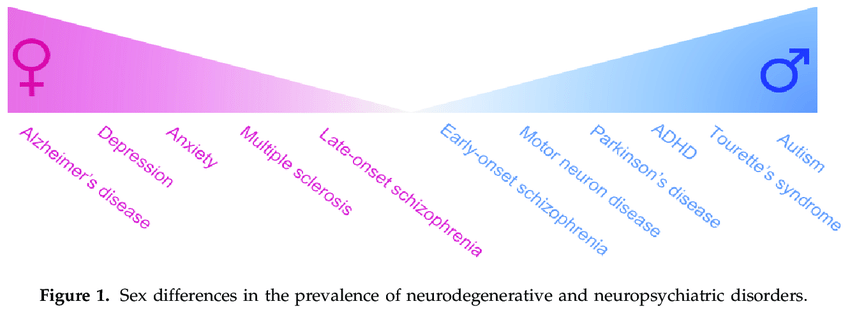 Alzheimer's disease
Depression
Anxiety
Multiple sclerosis
Late-onset schizophrenia
Early-onset schizophrenia
Motor neuron disease
Parkinson's disease
ADHD
Tourette's syndrome
Autism
Figure 1. Sex differences in the prevalence of neurodegenerative and neuropsychiatric disorders.